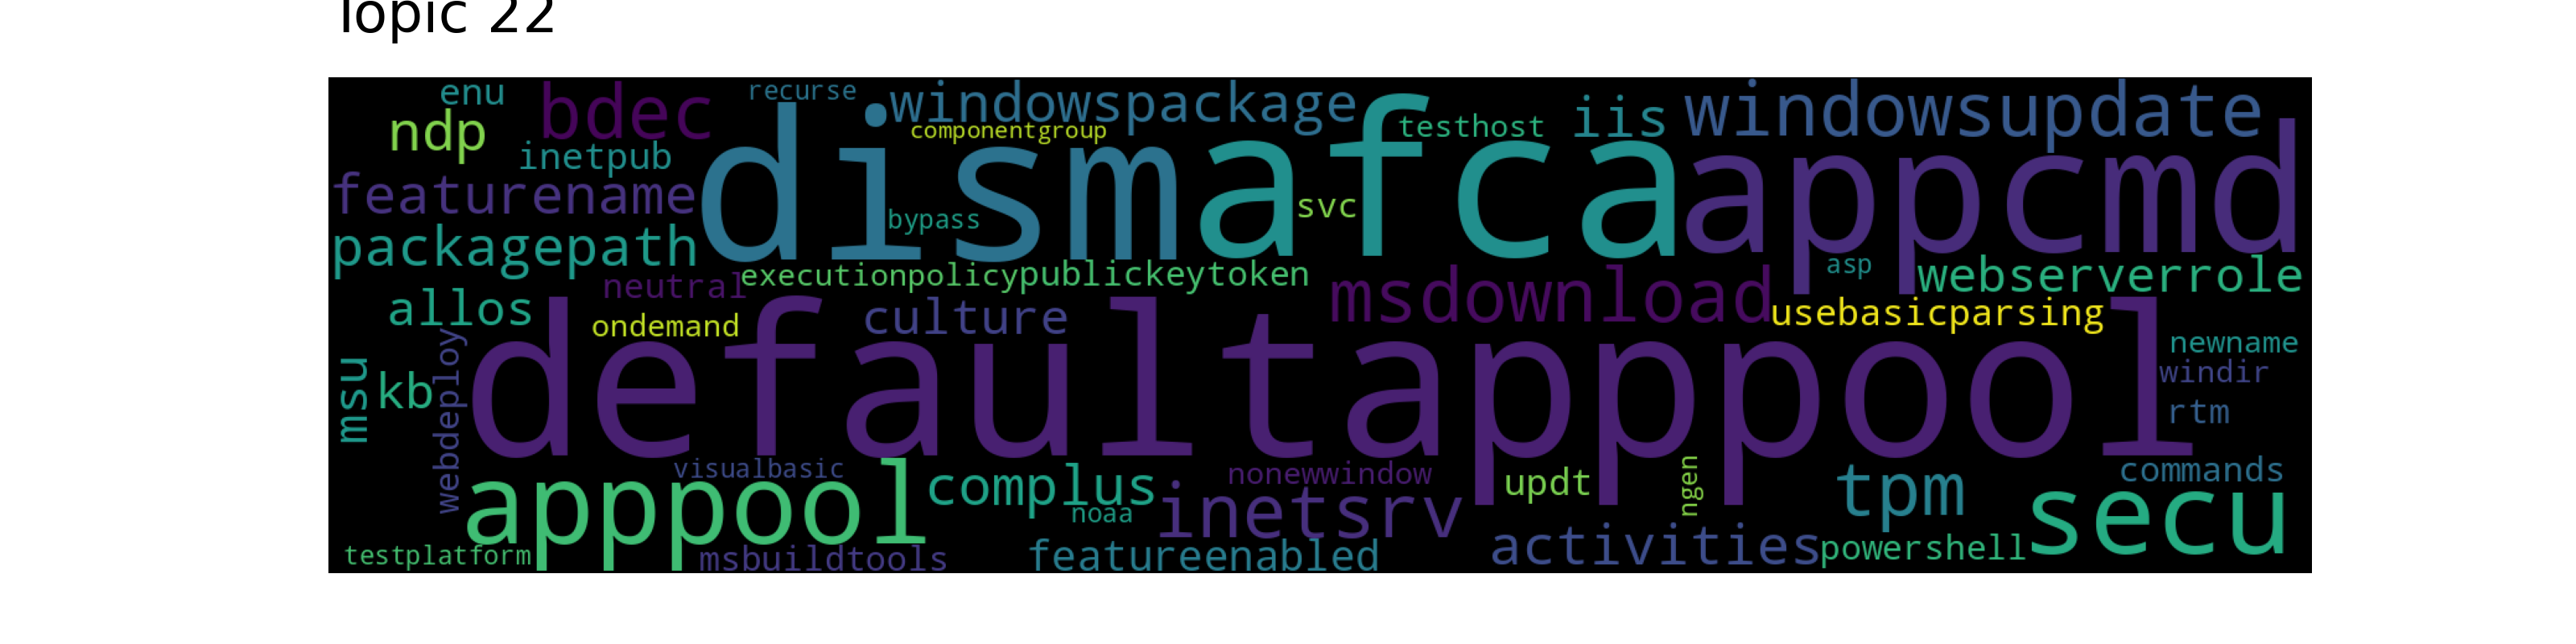 Topic 22
enu
bdec
recurse
windowspackage
iis
windowsupdate
ndp
componentgroup
testhost
inetpub
dism
afca
appcmd
featurename
bypass
svc
packagepath
executionpolicy
publickeytoken
asp
webserverrole
neutral
msdownload
allos
ondemand
culture
usebasicparsing
defaultapppool
newname
windir
msu
kb
webdeploy
rtm
visualbasic
nonewwindow
commands
apppool
complus
updt
ngen
tpm
noaa
inetsrv
secu
testplatform
msbuildtools
featureenabled
activities
powershell